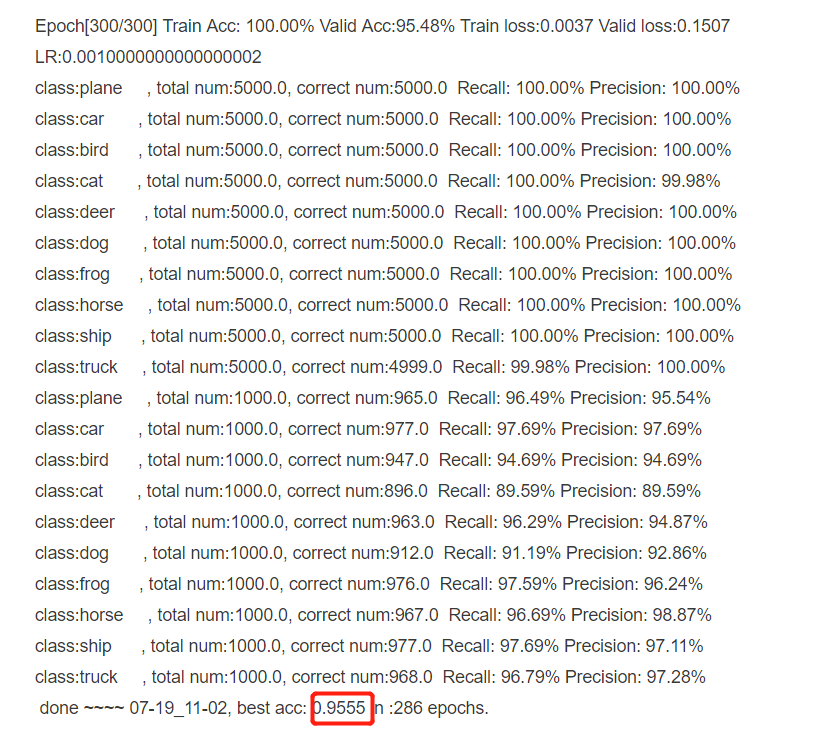 Epoch[300/300] Train Acc: 100.00% Valid Acc:95.48% Train loss:0.0037 Valid loss:0.1507
LR:0.0010000000000000002
class:plane , total num:5000.0, correct num:5000.0 Recall: 100.00% Precision: 100.00%
class:car , total num:5000.0, correct num:5000.0 Recall: 100.00% Precision: 100.00%
class:bird , total num:5000.0, correct num:5000.0 Recall: 100.00% Precision: 100.00%
class:cat , total num:5000.0, correct num:5000.0 Recall: 100.00% Precision: 99.98%
class:deer , total num:5000.0, correct num:5000.0 Recall: 100.00% Precision: 100.00%
class:dog , total num:5000.0, correct num:5000.0 Recall: 100.00% Precision: 100.00%
class:frog , total num:5000.0, correct num:5000.0 Recall: 100.00% Precision: 100.00%
class:horse , total num:5000.0, correct num:5000.0 Recall: 100.00% Precision: 100.00%
class:ship , total num:5000.0, correct num:5000.0 Recall: 100.00% Precision: 100.00%
class:truck , total num:5000.0, correct num:4999.0 Recall: 99.98% Precision: 100.00%
class:plane , total num:1000.0, correct num:965.0 Recall: 96.49% Precision: 95.54%
class:car , total num:1000.0, correct num:977.0 Recall: 97.69% Precision: 97.69%
class:bird , total num:1000.0, correct num:947.0 Recall: 94.69% Precision: 94.69%
class:cat , total num:1000.0, correct num:896.0 Recall: 89.59% Precision: 89.59%
class:deer , total num:1000.0, correct num:963.0 Recall: 96.29% Precision: 94.87%
class:dog , total num:1000.0, correct num:912.0 Recall: 91.19% Precision: 92.86%
class:frog , total num:1000.0, correct num:976.0 Recall: 97.59% Precision: 96.24%
class:horse , total num:1000.0, correct num:967.0 Recall: 96.69% Precision: 98.87%
class:ship , total num:1000.0, correct num:977.0 Recall: 97.69% Precision: 97.11%
class:truck , total num:1000.0, correct num:968.0 Recall: 96.79% Precision: 97.28%
done ~~~~ 07-19_11-02, best acc: 0.9555 in :286 epochs.